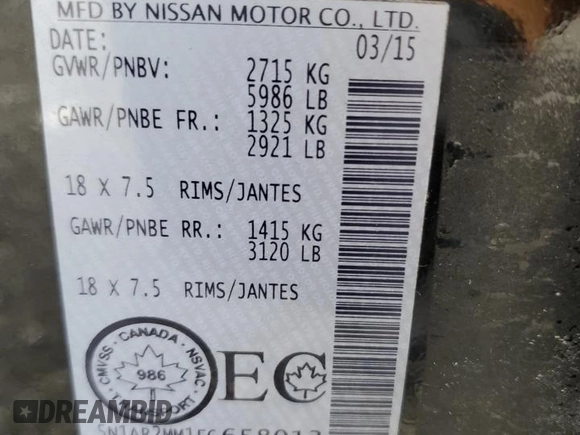 MFD BY NISSAN MOTOR CO., LTD.
DATE: 03/15
GVWR/PNBV: 2715 KG
5986 LB
GAWR/PNBE FR.: 1325 KG
2921 LB
18 X 7.5 RIMS/JANTES
GAWR/PNBE RR.: 1415 KG
3120 LB
18 X 7.5 RIMS/JANTES
CMVSS · CANADA · NSVAC
986
EC
DREAMBID